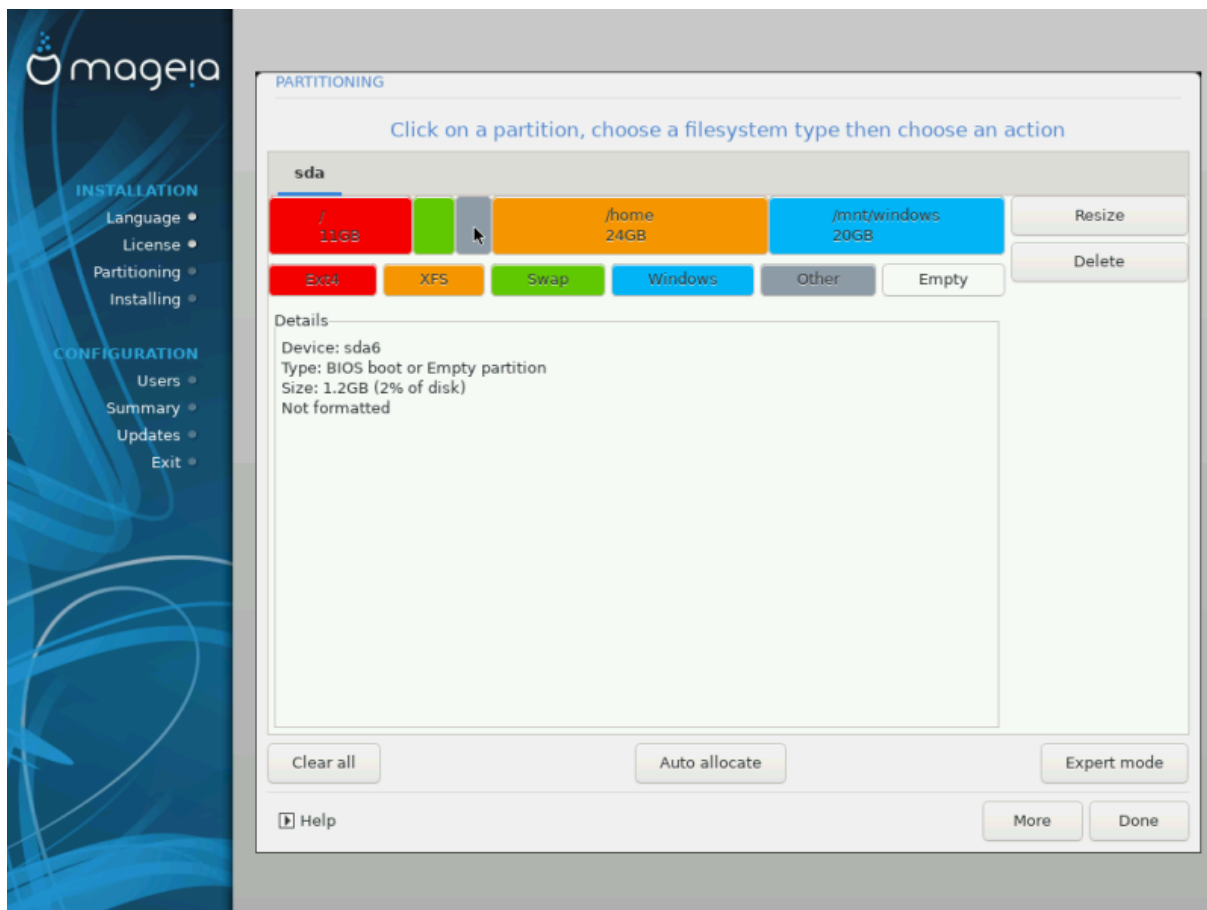 mageia
INSTALLATION
Language
License
Partitioning
Installing
CONFIGURATION
Users
Summary
Updates
Exit
PARTITIONING
Click on a partition, choose a filesystem type then choose an action
sda
/
11GB
/home
24GB
/mnt/windows
20GB
Resize
Delete
Ext4
XFS
Swap
Windows
Other
Empty
Details
Device: sda6
Type: BIOS boot or Empty partition
Size: 1.2GB (2% of disk)
Not formatted
Clear all
Auto allocate
Expert mode
Help
More
Done